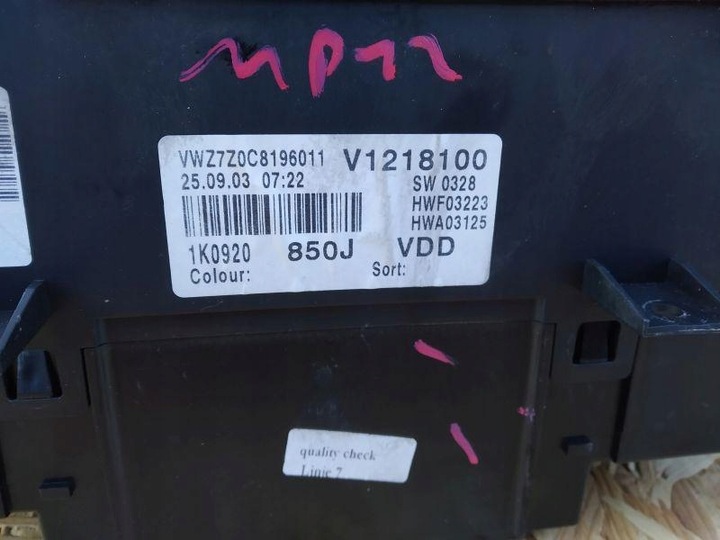 MP12
VWZ7Z0C8196011 V1218100
25.09.03 07:22 SW 0328
HWF03223
HWA03125
1K0920 850J VDD
Colour: Sort:
quality check
Linie 7